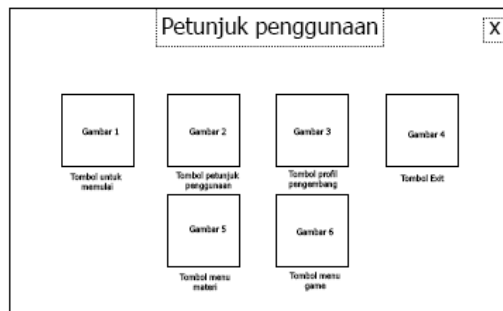 Petunjuk penggunaan
X
Gambar 1
Gambar 2
Gambar 3
Gambar 4
Tombol untuk
memulai
Tombol petunjuk
penggunaan
Tombol profil
pengembang
Tombol Exit
Gambar 5
Gambar 6
Tombol menu
materi
Tombol menu
game